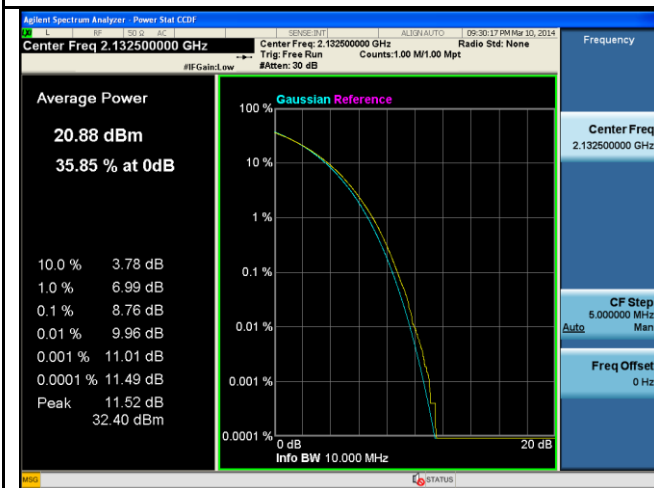 Agilent Spectrum Analyzer - Power Stat CCDF
L RF 50 Ω AC SENSE:INT ALIGN AUTO 09:30:17 PM Mar 10, 2014
Center Freq 2.132500000 GHz
Center Freq: 2.132500000 GHz Radio Std: None
Trig: Free Run Counts:1.00 M/1.00 Mpt
#IFGain:Low #Atten: 30 dB
Frequency
Average Power
20.88 dBm
35.85 % at 0dB
10.0 % 3.78 dB
1.0 % 6.99 dB
0.1 % 8.76 dB
0.01 % 9.96 dB
0.001 % 11.01 dB
0.0001 % 11.49 dB
Peak 11.52 dB
32.40 dBm
Gaussian Reference
100 %
10 %
1 %
0.1 %
0.01 %
0.001 %
0.0001 %
0 dB 20 dB
Info BW 10.000 MHz
Center Freq
2.132500000 GHz
CF Step
5.000000 MHz
Auto Man
Freq Offset
0 Hz
MSG STATUS